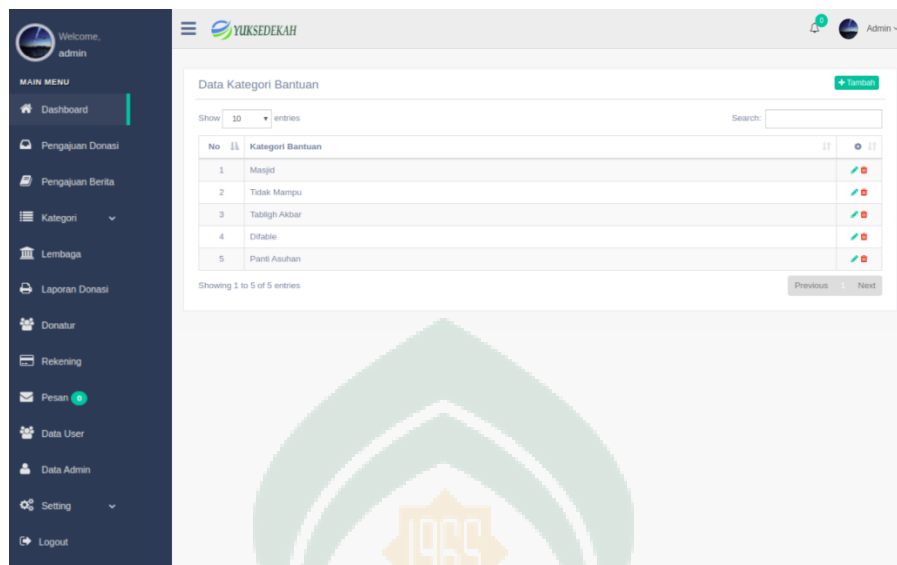 Welcome,
admin
MAIN MENU
Dashboard
Pengajuan Donasi
Pengajuan Berita
Kategori
Lembaga
Laporan Donasi
Donatur
Rekening
Pesan 0
Data User
Data Admin
Setting
Logout
YUKSEDEKAH
0
Admin
Data Kategori Bantuan
+ Tambah
Show 10 entries
Search:
No Kategori Bantuan
1 Masjid
2 Tidak Mampu
3 Tabligh Akbar
4 Difable
5 Panti Asuhan
Showing 1 to 5 of 5 entries
Previous 1 Next
1965